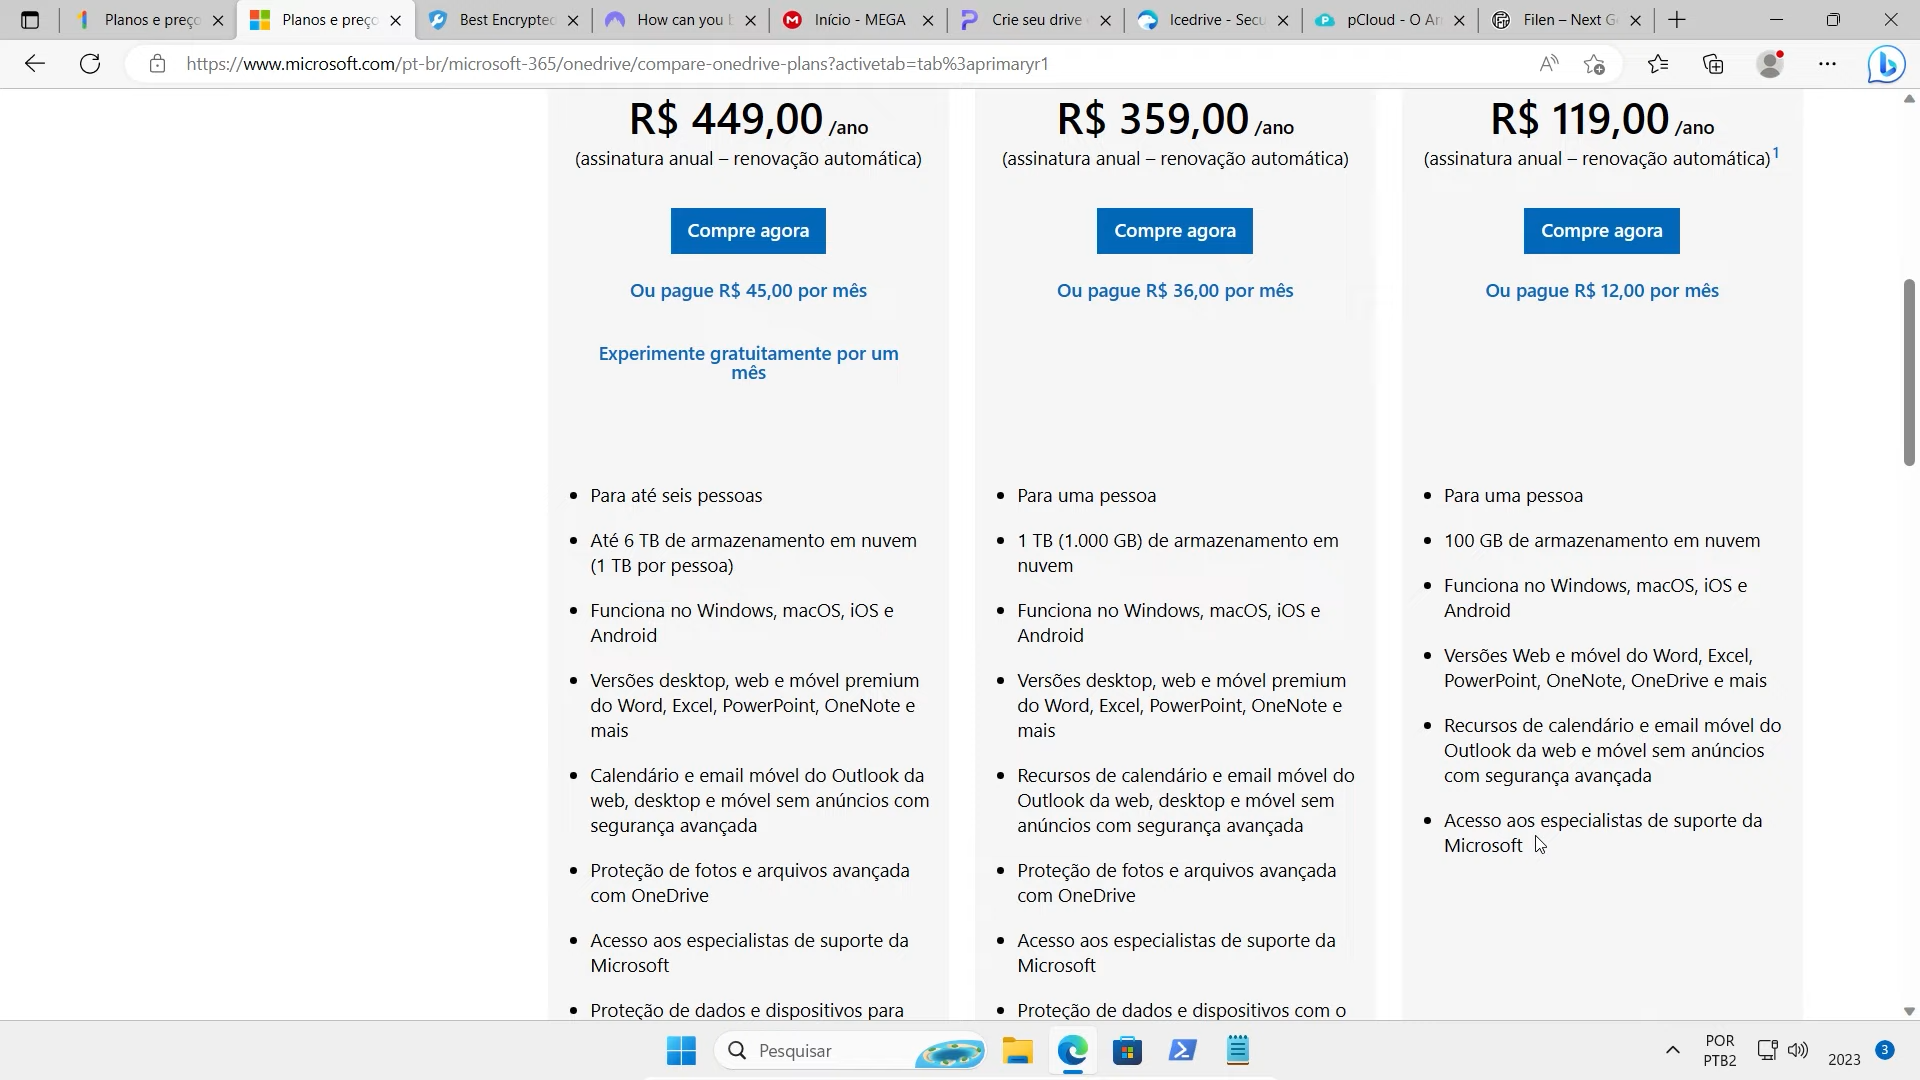 Planos e preço
Planos e preço
Best Encrypted
How can you b
Início - MEGA
Crie seu drive
Icedrive - Secu
pCloud - O Ar
Filen – Next G
https://www.microsoft.com/pt-br/microsoft-365/onedrive/compare-onedrive-plans?activetab=tab%3aprimaryr1
R$ 449,00 /ano
(assinatura anual – renovação automática)
Compre agora
Ou pague R$ 45,00 por mês
Experimente gratuitamente por um
mês
• Para até seis pessoas
• Até 6 TB de armazenamento em nuvem
(1 TB por pessoa)
• Funciona no Windows, macOS, iOS e
Android
• Versões desktop, web e móvel premium
do Word, Excel, PowerPoint, OneNote e
mais
• Calendário e email móvel do Outlook da
web, desktop e móvel sem anúncios com
segurança avançada
• Proteção de fotos e arquivos avançada
com OneDrive
• Acesso aos especialistas de suporte da
Microsoft
• Proteção de dados e dispositivos para
R$ 359,00 /ano
(assinatura anual – renovação automática)
Compre agora
Ou pague R$ 36,00 por mês
• Para uma pessoa
• 1 TB (1.000 GB) de armazenamento em
nuvem
• Funciona no Windows, macOS, iOS e
Android
• Versões desktop, web e móvel premium
do Word, Excel, PowerPoint, OneNote e
mais
• Recursos de calendário e email móvel do
Outlook da web, desktop e móvel sem
anúncios com segurança avançada
• Proteção de fotos e arquivos avançada
com OneDrive
• Acesso aos especialistas de suporte da
Microsoft
• Proteção de dados e dispositivos com o
R$ 119,00 /ano
(assinatura anual – renovação automática)1
Compre agora
Ou pague R$ 12,00 por mês
• Para uma pessoa
• 100 GB de armazenamento em nuvem
• Funciona no Windows, macOS, iOS e
Android
• Versões Web e móvel do Word, Excel,
PowerPoint, OneNote, OneDrive e mais
• Recursos de calendário e email móvel do
Outlook da web e móvel sem anúncios
com segurança avançada
• Acesso aos especialistas de suporte da
Microsoft
Pesquisar
POR
PTB2
2023
3